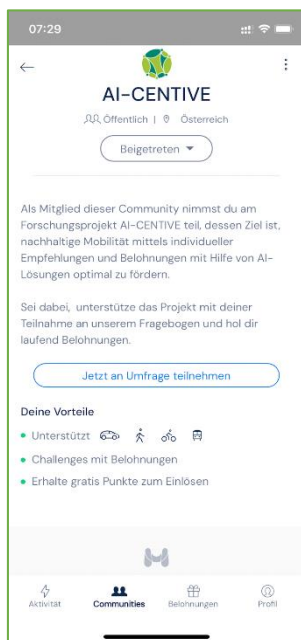 07:29
AI-CENTIVE
Öffentlich | Österreich
Beigetreten
Als Mitglied dieser Community nimmst du am
Forschungsprojekt AI-CENTIVE teil, dessen Ziel ist,
nachhaltige Mobilität mittels individueller
Empfehlungen und Belohnungen mit Hilfe von AI-
Lösungen optimal zu fördern.
Sei dabei, unterstütze das Projekt mit deiner
Teilnahme an unserem Fragebogen und hol dir
laufend Belohnungen.
Jetzt an Umfrage teilnehmen
Deine Vorteile
Unterstützt
Challenges mit Belohnungen
Erhalte gratis Punkte zum Einlösen
Aktivität Communities Belohnungen Profil